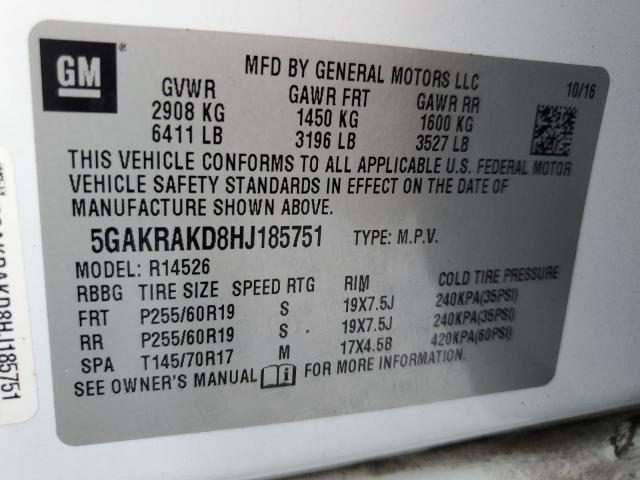 GM
MFD BY GENERAL MOTORS LLC
10/16
GVWR GAWR FRT GAWR RR
2908 KG 1450 KG 1600 KG
6411 LB 3196 LB 3527 LB
THIS VEHICLE CONFORMS TO ALL APPLICABLE U.S. FEDERAL MOTOR
VEHICLE SAFETY STANDARDS IN EFFECT ON THE DATE OF
MANUFACTURE SHOWN ABOVE.
5GAKRAKD8HJ185751 TYPE: M.P.V.
MODEL: R14526
RBBG TIRE SIZE SPEED RTG RIM COLD TIRE PRESSURE
FRT P255/60R19 S 19X7.5J 240KPA(35PSI)
RR P255/60R19 S 19X7.5J 240KPA(35PSI)
SPA T145/70R17 M 17X4.5B 420KPA(60PSI)
SEE OWNER'S MANUAL FOR MORE INFORMATION.
5GAKRAKD8HJ185751